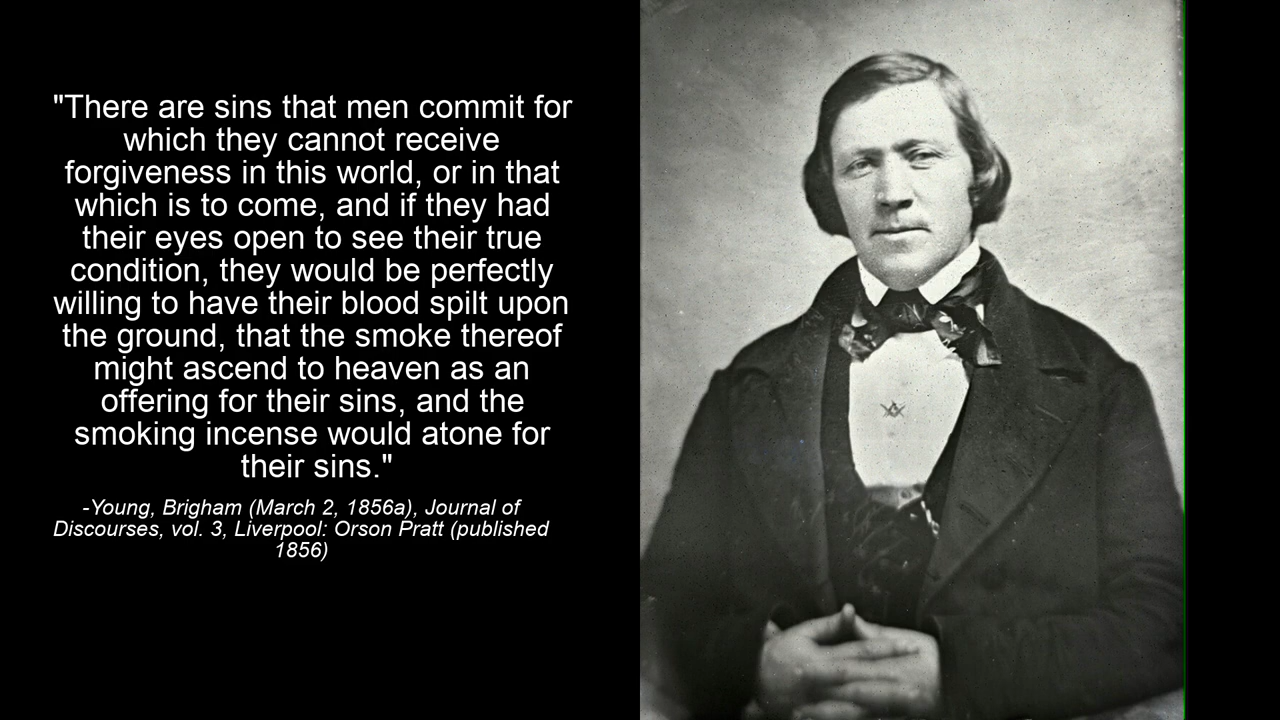 "There are sins that men commit for
which they cannot receive
forgiveness in this world, or in that
which is to come, and if they had
their eyes open to see their true
condition, they would be perfectly
willing to have their blood spilt upon
the ground, that the smoke thereof
might ascend to heaven as an
offering for their sins, and the
smoking incense would atone for
their sins."
-Young, Brigham (March 2, 1856a), Journal of
Discourses, vol. 3, Liverpool: Orson Pratt (published
1856)